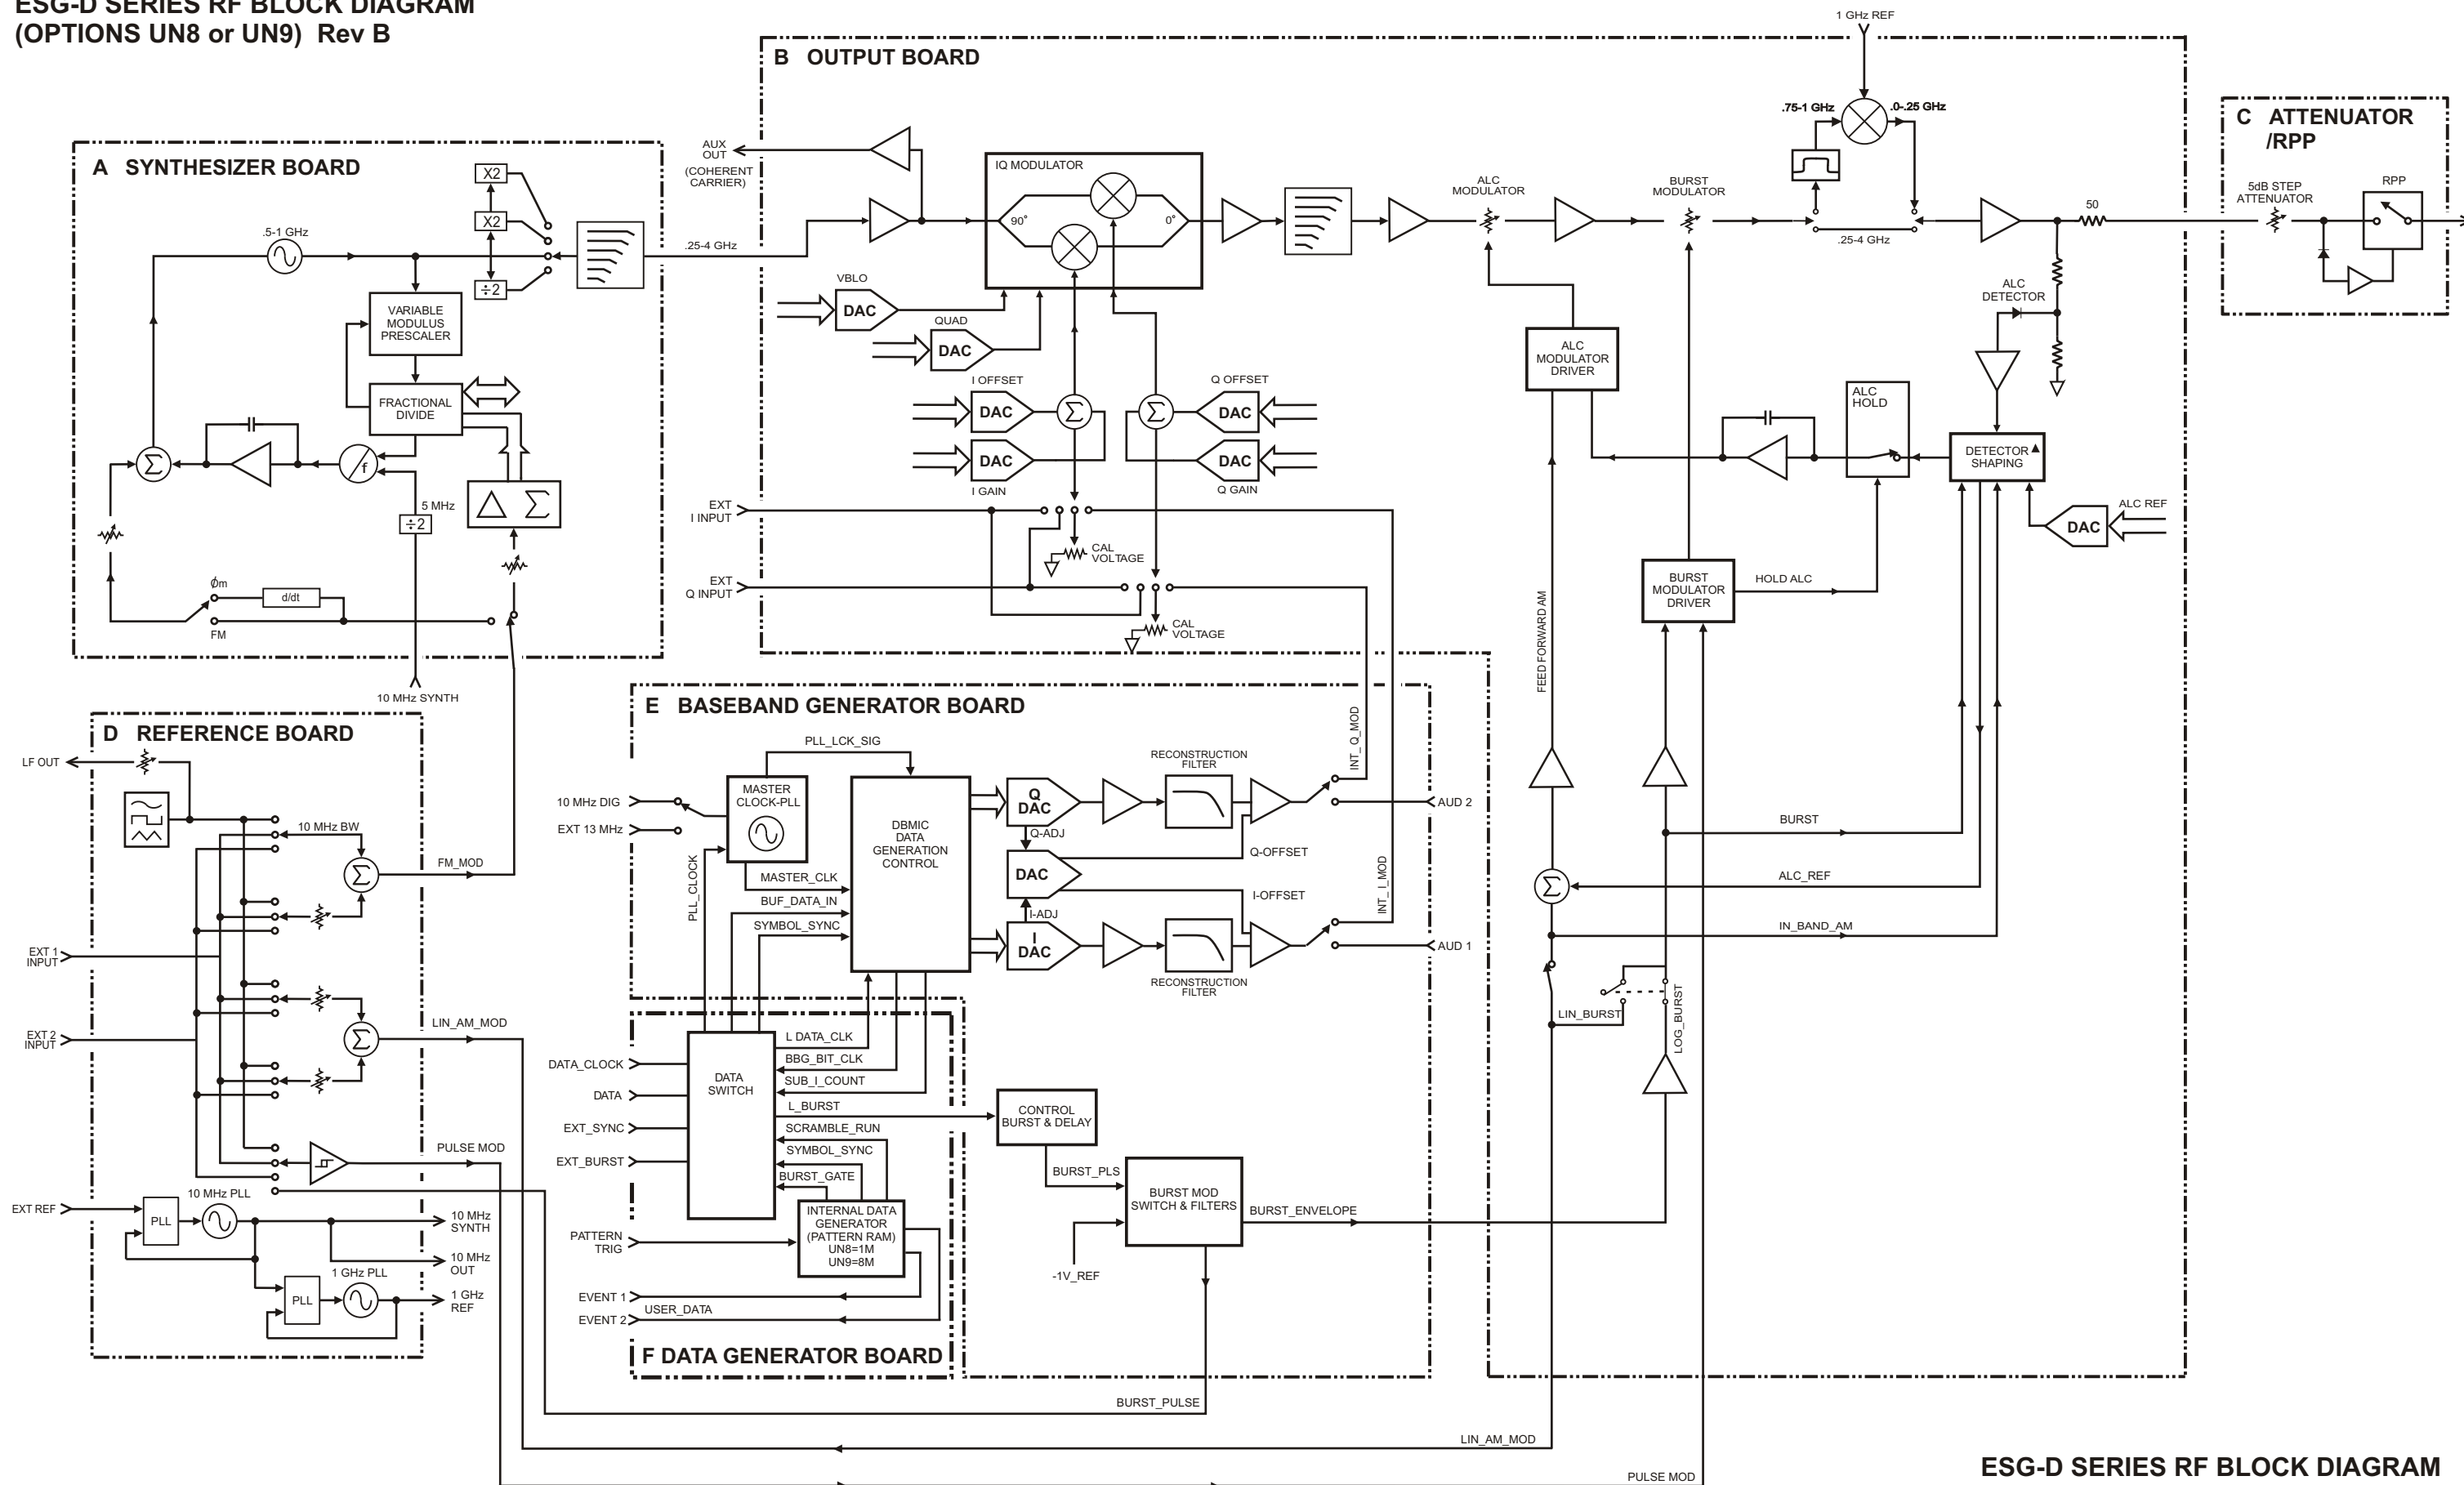 ESG-D SERIES RF BLOCK DIAGRAM
(OPTIONS UN8 or UN9) Rev B
A SYNTHESIZER BOARD
X2
X2
÷2
.5-1 GHz
VARIABLE
MODULUS
PRESCALER
FRACTIONAL
DIVIDE
Σ
f
5 MHz
÷2
△ Σ
ϕm
d/dt
FM
10 MHz SYNTH
.25-4 GHz
B OUTPUT BOARD
1 GHz REF
AUX
OUT
(COHERENT
CARRIER)
IQ MODULATOR
90°
0°
VBLO
DAC
QUAD
DAC
I OFFSET
DAC
Σ
Σ
Q OFFSET
DAC
DAC
I GAIN
DAC
Q GAIN
EXT
I INPUT
CAL
VOLTAGE
EXT
Q INPUT
CAL
VOLTAGE
ALC
MODULATOR
BURST
MODULATOR
.75-1 GHz
.0-.25 GHz
.25-4 GHz
50
ALC
DETECTOR
ALC
MODULATOR
DRIVER
ALC
HOLD
DETECTOR
SHAPING
ALC REF
DAC
BURST
MODULATOR
DRIVER
HOLD ALC
FEED FORWARD AM
BURST
Σ
ALC_REF
IN_BAND_AM
LIN_BURST
LOG_BURST
C ATTENUATOR
/RPP
5dB STEP
ATTENUATOR
RPP
D REFERENCE BOARD
LF OUT
10 MHz BW
Σ
FM_MOD
EXT 1
INPUT
EXT 2
INPUT
Σ
LIN_AM_MOD
PULSE MOD
EXT REF
PLL
10 MHz PLL
10 MHz
SYNTH
10 MHz
OUT
PLL
1 GHz PLL
1 GHz
REF
E BASEBAND GENERATOR BOARD
PLL_LCK_SIG
10 MHz DIG
EXT 13 MHz
MASTER
CLOCK-PLL
PLL_CLOCK
MASTER_CLK
BUF_DATA_IN
SYMBOL_SYNC
DBMIC
DATA
GENERATION
CONTROL
Q
DAC
Q-ADJ
DAC
I-ADJ
I
DAC
RECONSTRUCTION
FILTER
Q-OFFSET
I-OFFSET
RECONSTRUCTION
FILTER
INT_ Q_MOD
INT_ I_MOD
AUD 2
AUD 1
DATA_CLOCK
DATA
EXT_SYNC
EXT_BURST
DATA
SWITCH
L DATA_CLK
BBG_BIT_CLK
SUB_I_COUNT
L_BURST
SCRAMBLE_RUN
SYMBOL_SYNC
BURST_GATE
PATTERN
TRIG
INTERNAL DATA
GENERATOR
(PATTERN RAM)
UN8=1M
UN9=8M
EVENT 1
USER_DATA
EVENT 2
F DATA GENERATOR BOARD
CONTROL
BURST & DELAY
BURST_PLS
BURST MOD
SWITCH & FILTERS
-1V_REF
BURST_ENVELOPE
BURST_PULSE
LIN_AM_MOD
PULSE MOD
ESG-D SERIES RF BLOCK DIAGRAM